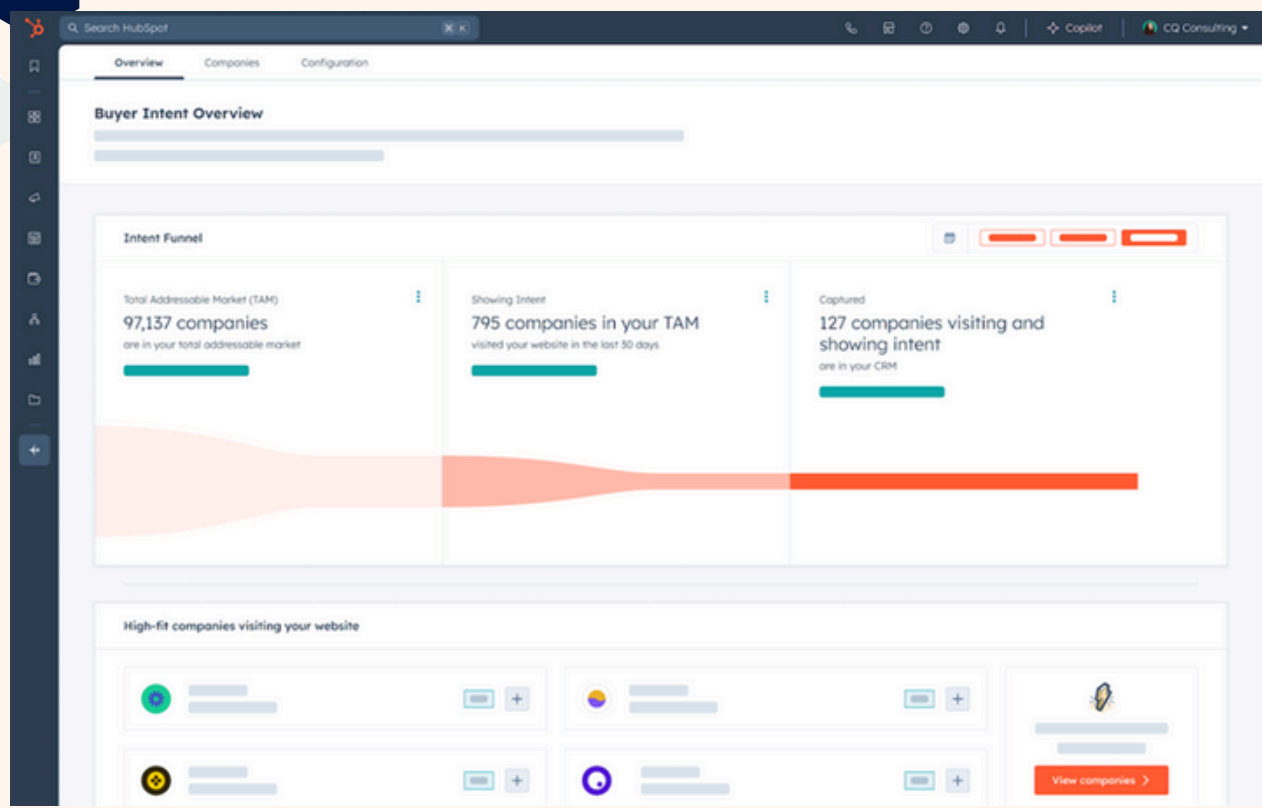 Search HubSpot
⌘ K
Copilot
CQ Consulting
Overview
Companies
Configuration
Buyer Intent Overview
Intent Funnel
Total Addressable Market (TAM)
97,137 companies
are in your total addressable market
Showing Intent
795 companies in your TAM
visited your website in the last 30 days
Captured
127 companies visiting and
showing intent
are in your CRM
High-fit companies visiting your website
View companies